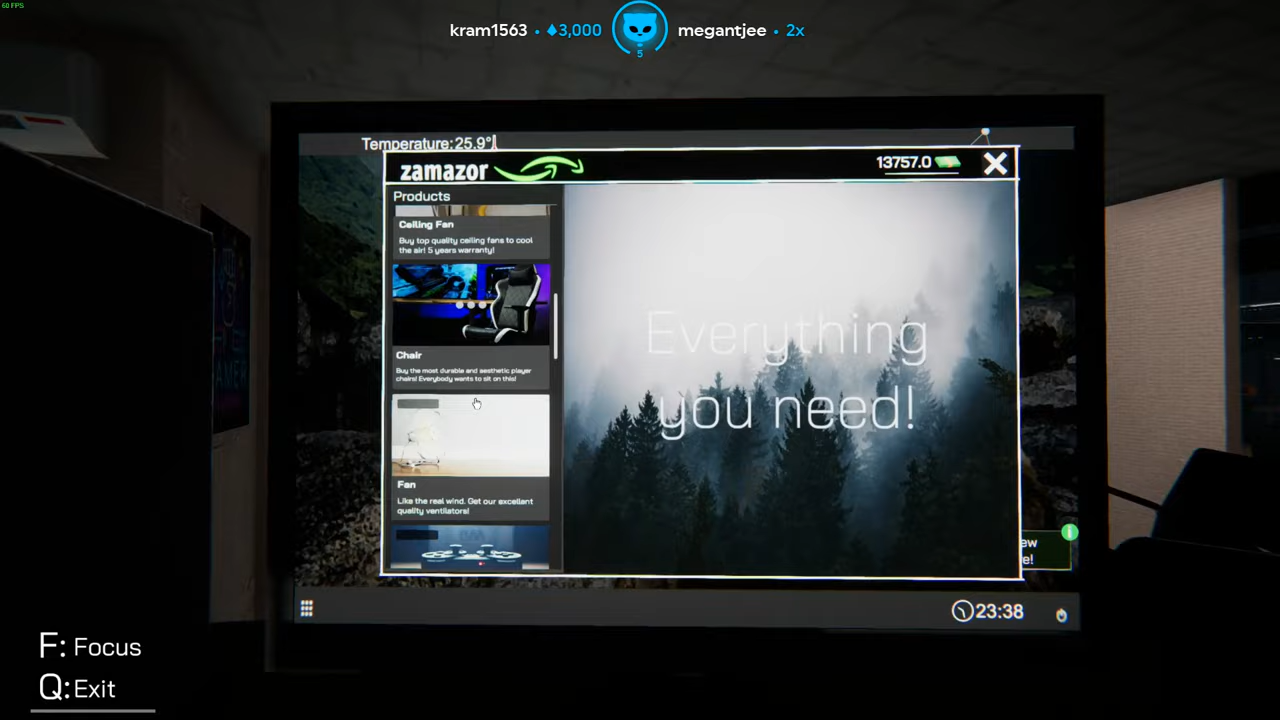 60 FPS
kram1563 • 3,000
5
megantjee • 2x
Temperature: 25.9°
zamazor
13757.0
Products
Ceiling Fan
Buy top quality ceiling fans to cool
the air! 5 years warranty!
Chair
Buy the most durable and aesthetic player
chairs! Everybody wants to sit on this!
Fan
Like the real wind. Get our excellent
quality ventilators!
Everything
you need!
ew
e!
23:38
F: Focus
Q: Exit